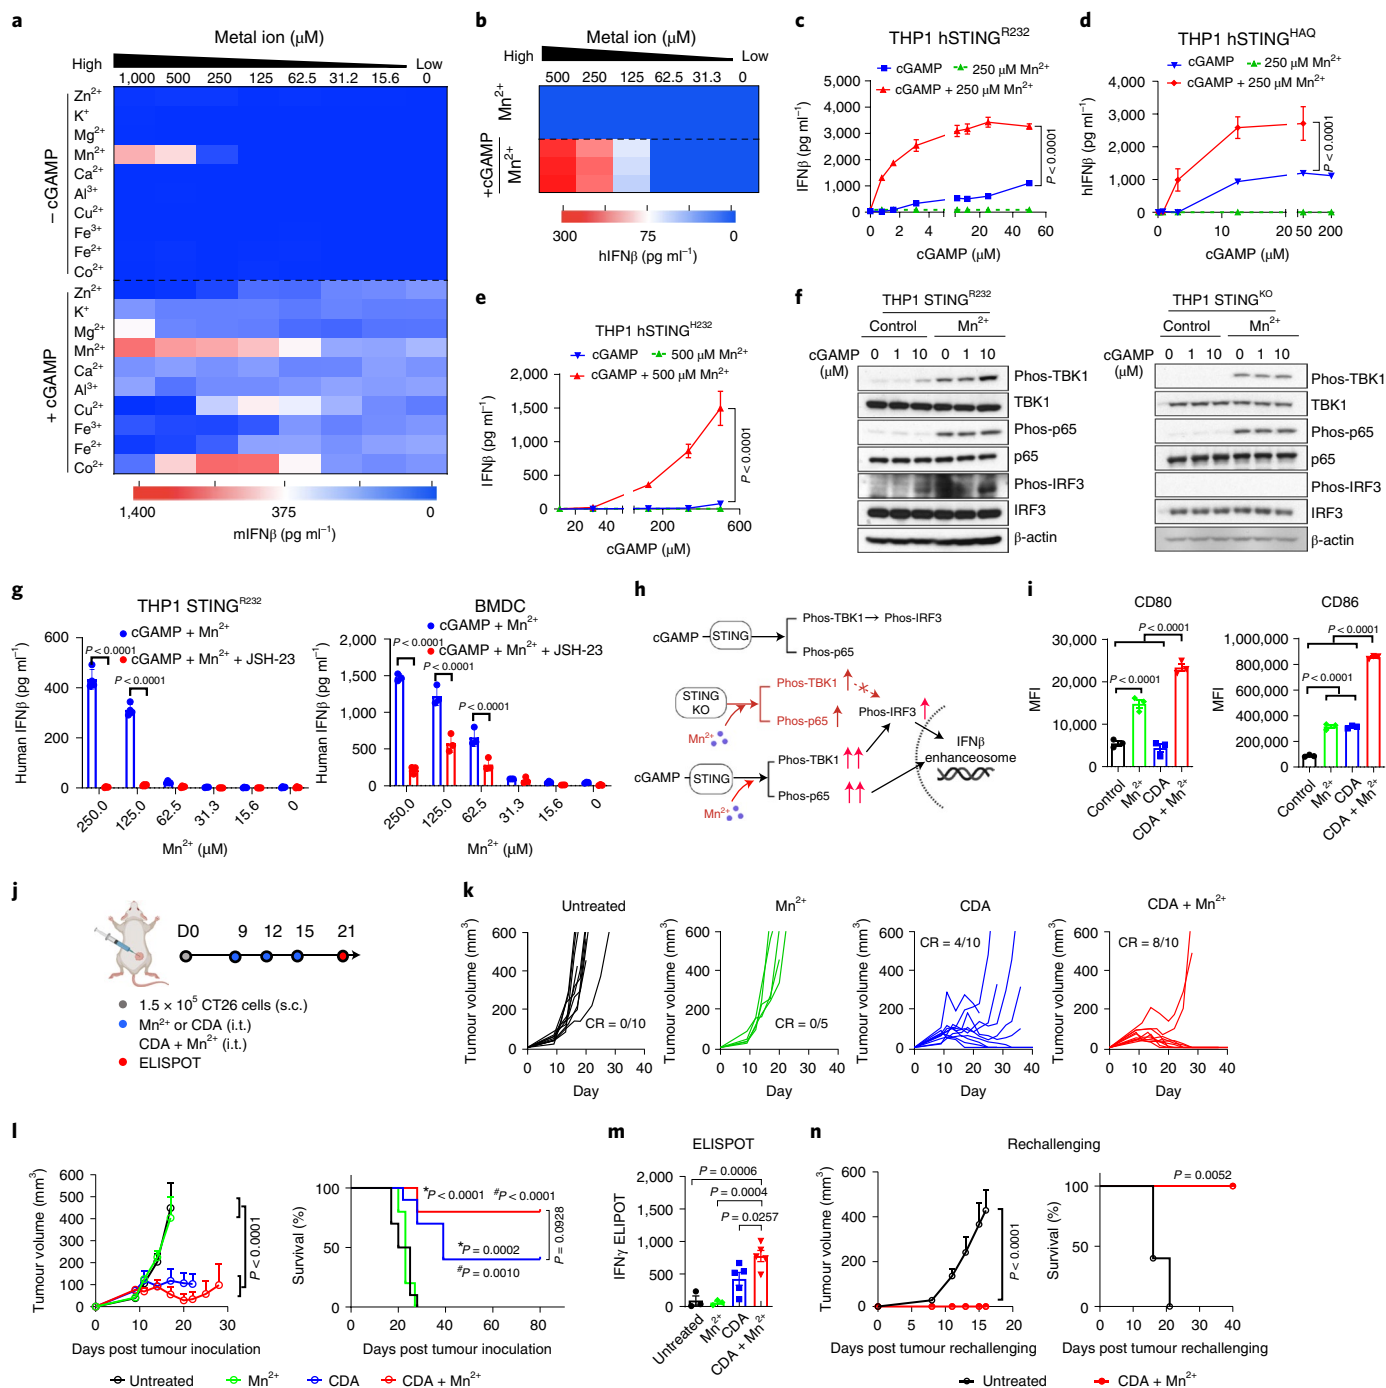 a
Metal ion (μM)
High
Low
1,000 500 250 125 62.5 31.2 15.6 0
– cGAMP
Zn2+
K+
Mg2+
Mn2+
Ca2+
Al3+
Cu2+
Fe3+
Fe2+
Co2+
+ cGAMP
Zn2+
K+
Mg2+
Mn2+
Ca2+
Al3+
Cu2+
Fe3+
Fe2+
Co2+
1,400 375 0
mIFNβ (pg ml−1)
b
Metal ion (μM)
High Low
500 250 125 62.5 31.3 0
Mn2+
+cGAMP
Mn2+
300 75 0
hIFNβ (pg ml−1)
c
THP1 hSTINGR232
cGAMP 250 μM Mn2+
cGAMP + 250 μM Mn2+
IFNβ (pg ml−1)
5,000
4,000
3,000
2,000
1,000
0
P < 0.0001
0 2 4 20 40 60
cGAMP (μM)
d
THP1 hSTINGHAQ
cGAMP 250 μM Mn2+
cGAMP + 250 μM Mn2+
hIFNβ (pg ml−1)
4,000
3,000
2,000
1,000
0
P < 0.0001
0 10 20 50 200
cGAMP (μM)
e
THP1 hSTINGH232
cGAMP 500 μM Mn2+
cGAMP + 500 μM Mn2+
IFNβ (pg ml−1)
2,000
1,500
1,000
500
0
P < 0.0001
20 40 200 600
cGAMP (μM)
f
THP1 STINGR232
Control Mn2+
cGAMP 0 1 10 0 1 10
(μM)
Phos-TBK1
TBK1
Phos-p65
p65
Phos-IRF3
IRF3
β-actin
THP1 STINGKO
Control Mn2+
cGAMP 0 1 10 0 1 10
(μM)
Phos-TBK1
TBK1
Phos-p65
p65
Phos-IRF3
IRF3
β-actin
g
THP1 STINGR232
cGAMP + Mn2+
cGAMP + Mn2+ + JSH-23
Human IFNβ (pg ml−1)
600
400
200
0
P < 0.0001
P < 0.0001
250.0 125.0 62.5 31.3 15.6 0
Mn2+ (μM)
BMDC
cGAMP + Mn2+
cGAMP + Mn2+ + JSH-23
Human IFNβ (pg ml−1)
2,000
1,500
1,000
500
0
P < 0.0001
P < 0.0001
P < 0.0001
250.0 125.0 62.5 31.3 15.6 0
Mn2+ (μM)
h
cGAMP STING
Phos-TBK1 → Phos-IRF3
Phos-p65
STING
KO
Mn2+
Phos-TBK1
Phos-p65
Phos-IRF3
cGAMP STING
Mn2+
Phos-TBK1
Phos-p65
IFNβ
enhanceosome
i
CD80
MFI
30,000
20,000
10,000
0
P < 0.0001
P < 0.0001
Control Mn2+ CDA CDA + Mn2+
CD86
MFI
1,000,000
800,000
600,000
400,000
200,000
0
P < 0.0001
P < 0.0001
Control Mn2+ CDA CDA + Mn2+
j
D0 9 12 15 21
1.5 × 105 CT26 cells (s.c.)
Mn2+ or CDA (i.t.)
CDA + Mn2+ (i.t.)
ELISPOT
k
Untreated
Tumour volume (mm3)
600
400
200
0
CR = 0/10
0 10 20 30 40
Day
Mn2+
Tumour volume (mm3)
600
400
200
0
CR = 0/5
0 10 20 30 40
Day
CDA
Tumour volume (mm3)
600
400
200
0
CR = 4/10
0 10 20 30 40
Day
CDA + Mn2+
Tumour volume (mm3)
600
400
200
0
CR = 8/10
0 10 20 30 40
Day
l
Tumour volume (mm3)
600
500
400
300
200
100
0
P < 0.0001
0 10 20 30
Days post tumour inoculation
Survival (%)
100
50
0
*P < 0.0001 #P < 0.0001
*P = 0.0002
#P = 0.0010
P = 0.0928
0 20 40 60 80
Days post tumour inoculation
Untreated Mn2+ CDA CDA + Mn2+
m
ELISPOT
IFNγ ELIPOT
2,000
1,500
1,000
500
0
P = 0.0006
P = 0.0004
P = 0.0257
Untreated Mn2+ CDA CDA + Mn2+
n
Rechallenging
Tumour volume (mm3)
600
400
200
0
P < 0.0001
0 5 10 15 20
Days post tumour rechallenging
Survival (%)
100
50
0
P = 0.0052
0 10 20 30 40
Days post tumour rechallenging
Untreated CDA + Mn2+